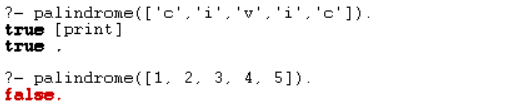 ?- palindrome(['c','i','v','i','c']).
true [print]
true .
?- palindrome([1, 2, 3, 4, 5]).
false.